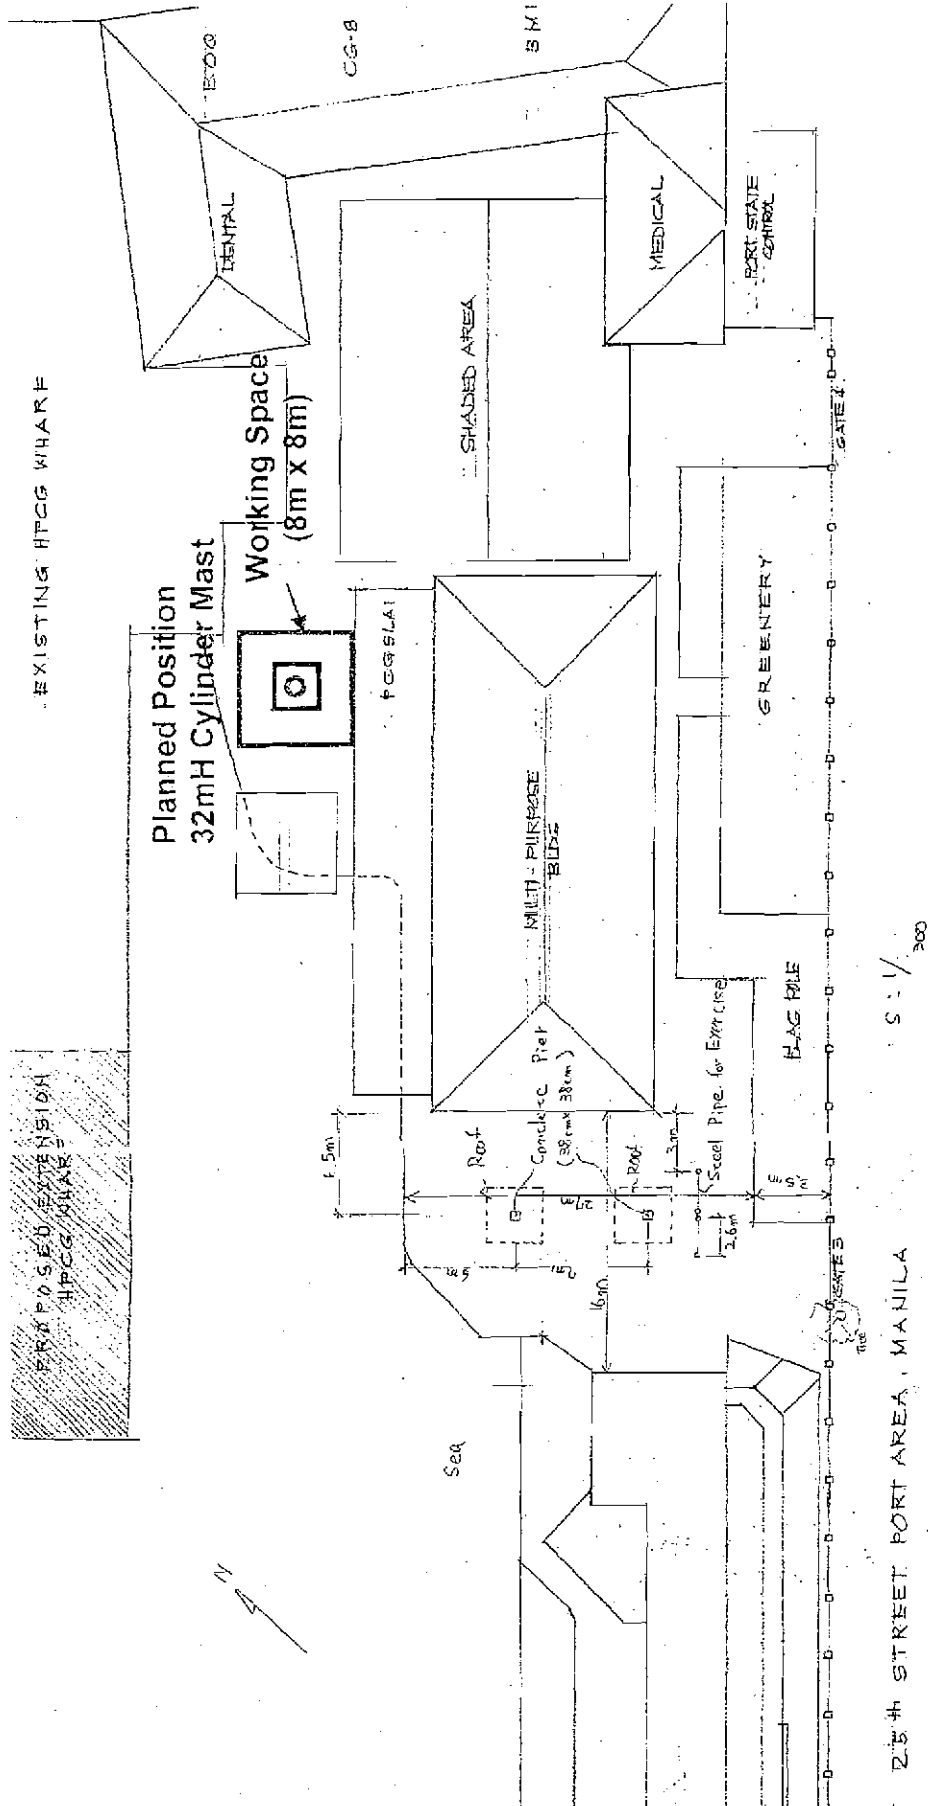 EXISTING HPCG WHARF
PROPOSED EXTENSION
HPCG WHARF
BOQ
CG-8
DENTAL
MEDICAL
PORT STATE
CONTROL
SHADED AREA
Working Space
(8m x 8m)
Planned Position
32mH Cylinder Mast
PCGSLAI
MULTI-PURPOSE
BLDG
GREENERY
GATE 4
FLAG POLE
Steel Pipe for Exercise
Concrete Pier
(38cm x 38cm)
Roof
Roof
3m
2.6m
16m
Sea
N
GATE 3
Tree
S: 1/300
25th STREET PORT AREA, MANILA